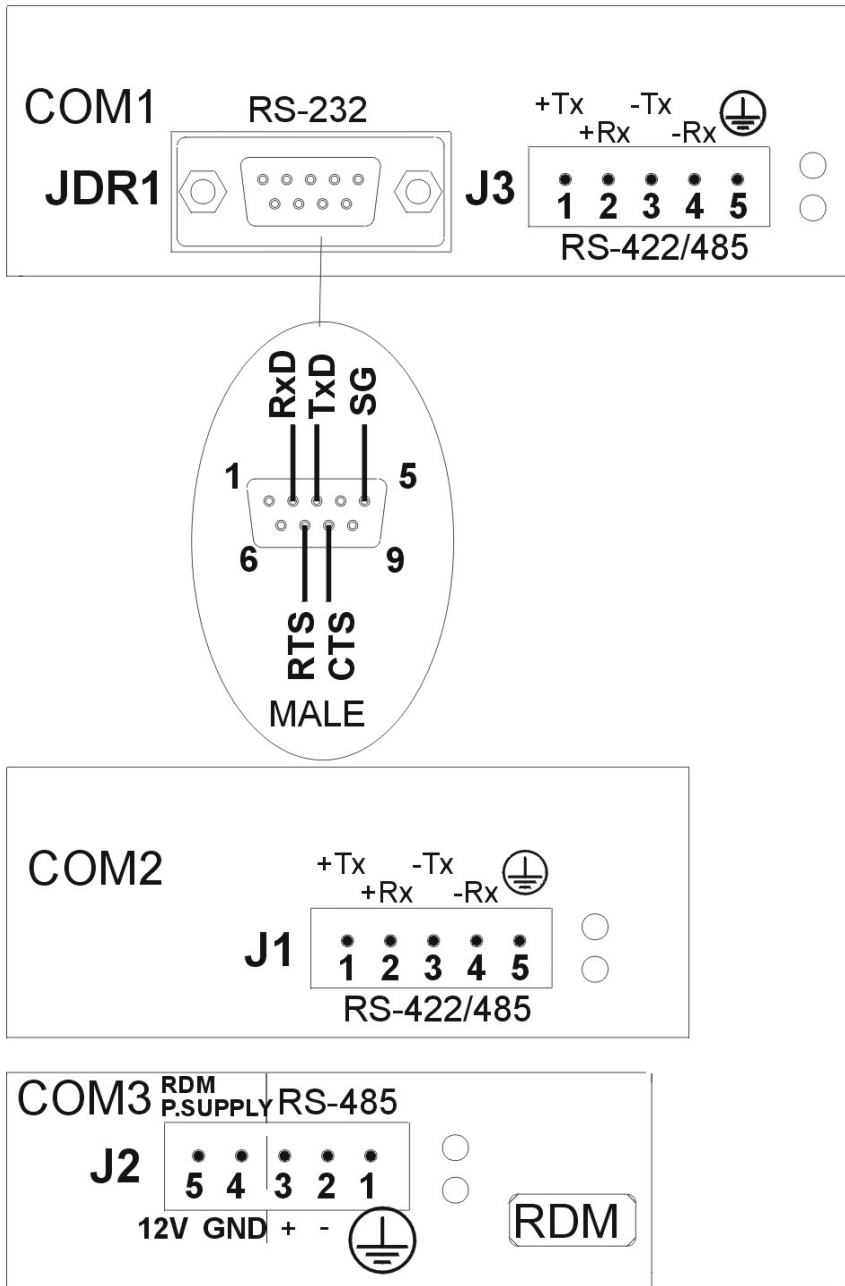 COM1
RS-232
+Tx -Tx
+Rx -Rx
JDR1
J3
1 2 3 4 5
RS-422/485
RxD TxD SG
1 5
6 9
RTS CTS
MALE
COM2
+Tx -Tx
+Rx -Rx
J1
1 2 3 4 5
RS-422/485
COM3 RDM
P.SUPPLY RS-485
J2
5 4 3 2 1
12V GND + -
RDM